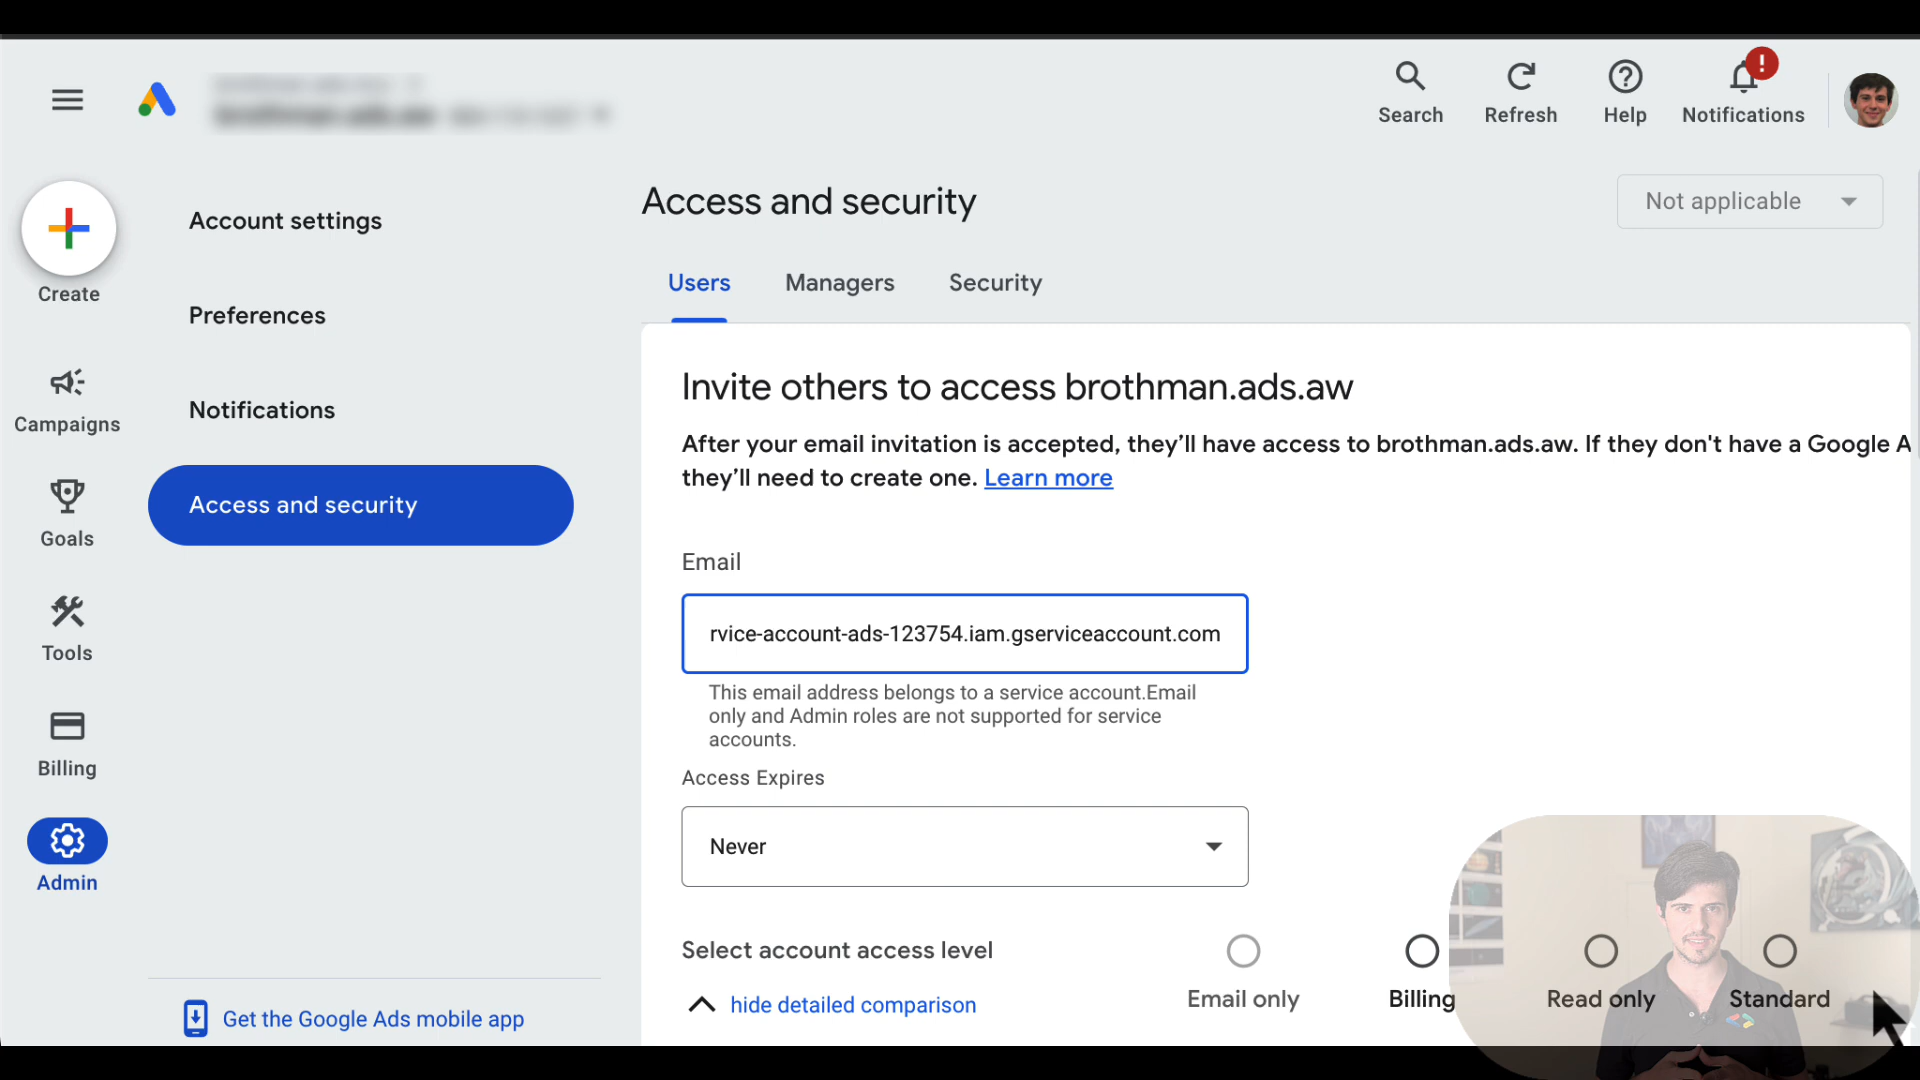 Search
Refresh
Help
Notifications
Create
Campaigns
Goals
Tools
Billing
Admin
Account settings
Preferences
Notifications
Access and security
Get the Google Ads mobile app
Access and security
Not applicable
Users
Managers
Security
Invite others to access brothman.ads.aw
After your email invitation is accepted, they’ll have access to brothman.ads.aw. If they don't have a Google A
they’ll need to create one. Learn more
Email
rvice-account-ads-123754.iam.gserviceaccount.com
This email address belongs to a service account.Email
only and Admin roles are not supported for service
accounts.
Access Expires
Never
Select account access level
hide detailed comparison
Email only
Billing
Read only
Standard